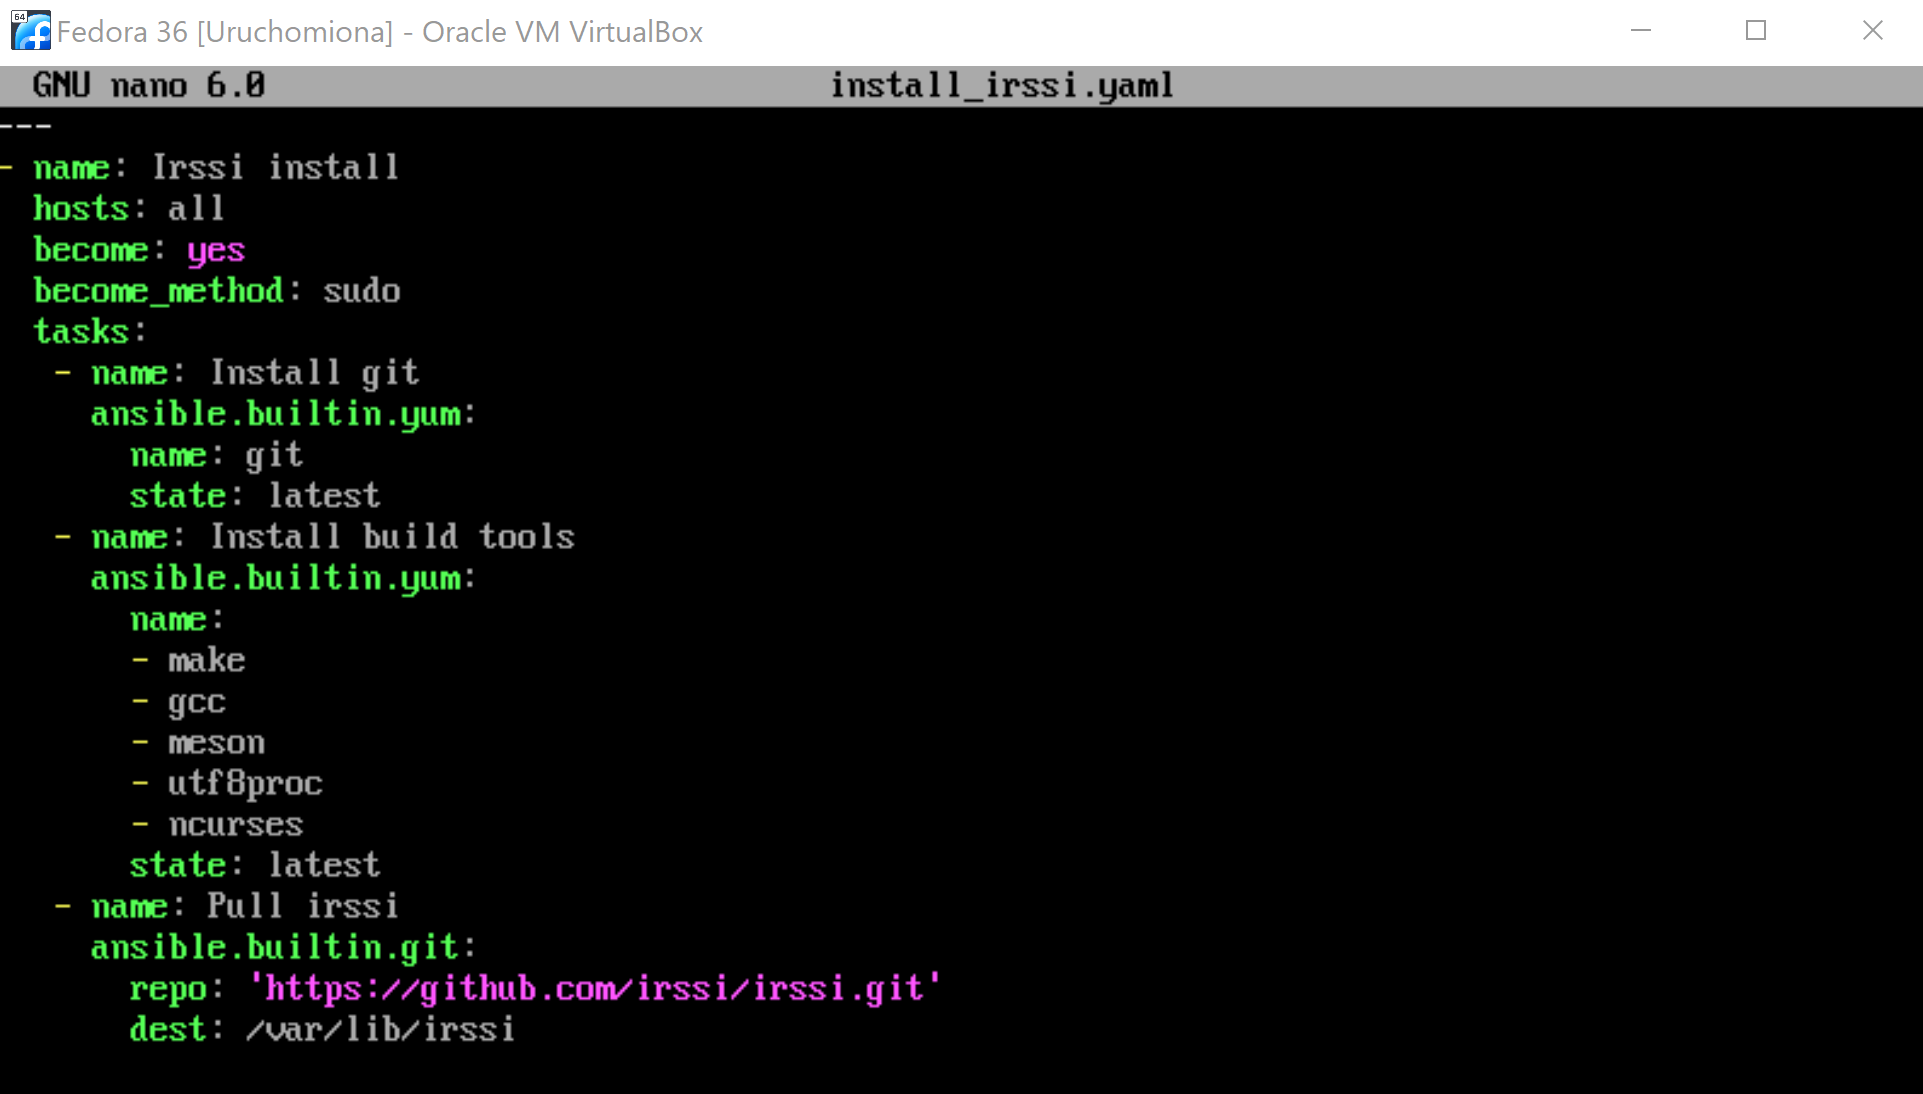 64
Fedora 36 [Uruchomiona] - Oracle VM VirtualBox
GNU nano 6.0 install_irssi.yaml
---
- name: Irssi install
  hosts: all
  become: yes
  become_method: sudo
  tasks:
   - name: Install git
     ansible.builtin.yum:
       name: git
       state: latest
   - name: Install build tools
     ansible.builtin.yum:
       name:
       - make
       - gcc
       - meson
       - utf8proc
       - ncurses
       state: latest
   - name: Pull irssi
     ansible.builtin.git:
       repo: 'https://github.com/irssi/irssi.git'
       dest: /var/lib/irssi